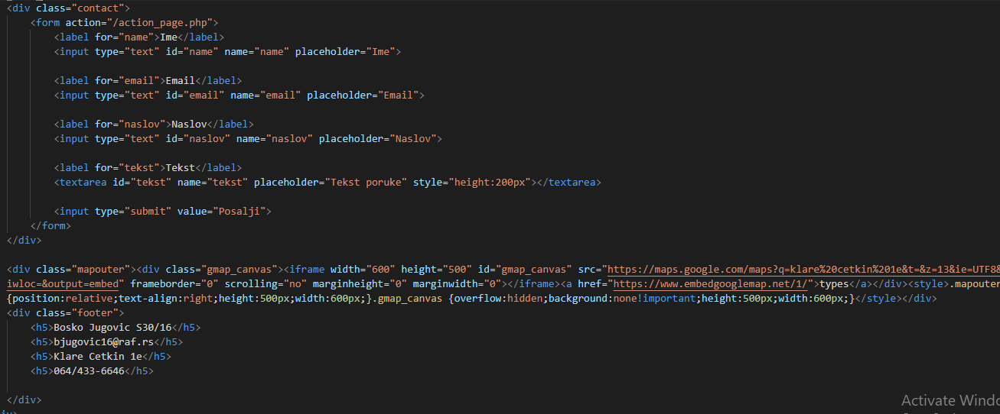 <div class="contact">
<form action="/action_page.php">
<label for="name">Ime</label>
<input type="text" id="name" name="name" placeholder="Ime">
<label for="email">Email</label>
<input type="text" id="email" name="email" placeholder="Email">
<label for="naslov">Naslov</label>
<input type="text" id="naslov" name="naslov" placeholder="Naslov">
<label for="tekst">Tekst</label>
<textarea id="tekst" name="tekst" placeholder="Tekst poruke" style="height:200px"></textarea>
<input type="submit" value="Posalji">
</form>
</div>
<div class="mapouter"><div class="gmap_canvas"><iframe width="600" height="500" id="gmap_canvas" src="https://maps.google.com/maps?q=klare%20cetkin%201e&t=&z=13&ie=UTF8&
iwloc=&output=embed" frameborder="0" scrolling="no" marginheight="0" marginwidth="0"></iframe><a href="https://www.embedgooglemap.net/1/">types</a></div><style>.mapouter
{position:relative;text-align:right;height:500px;width:600px;}.gmap_canvas {overflow:hidden;background:none!important;height:500px;width:600px;}</style></div>
<div class="footer">
<h5>Bosko Jugovic S30/16</h5>
<h5>bjugovic16@raf.rs</h5>
<h5>Klare Cetkin 1e</h5>
<h5>064/433-6646</h5>
</div>
Activate Windo